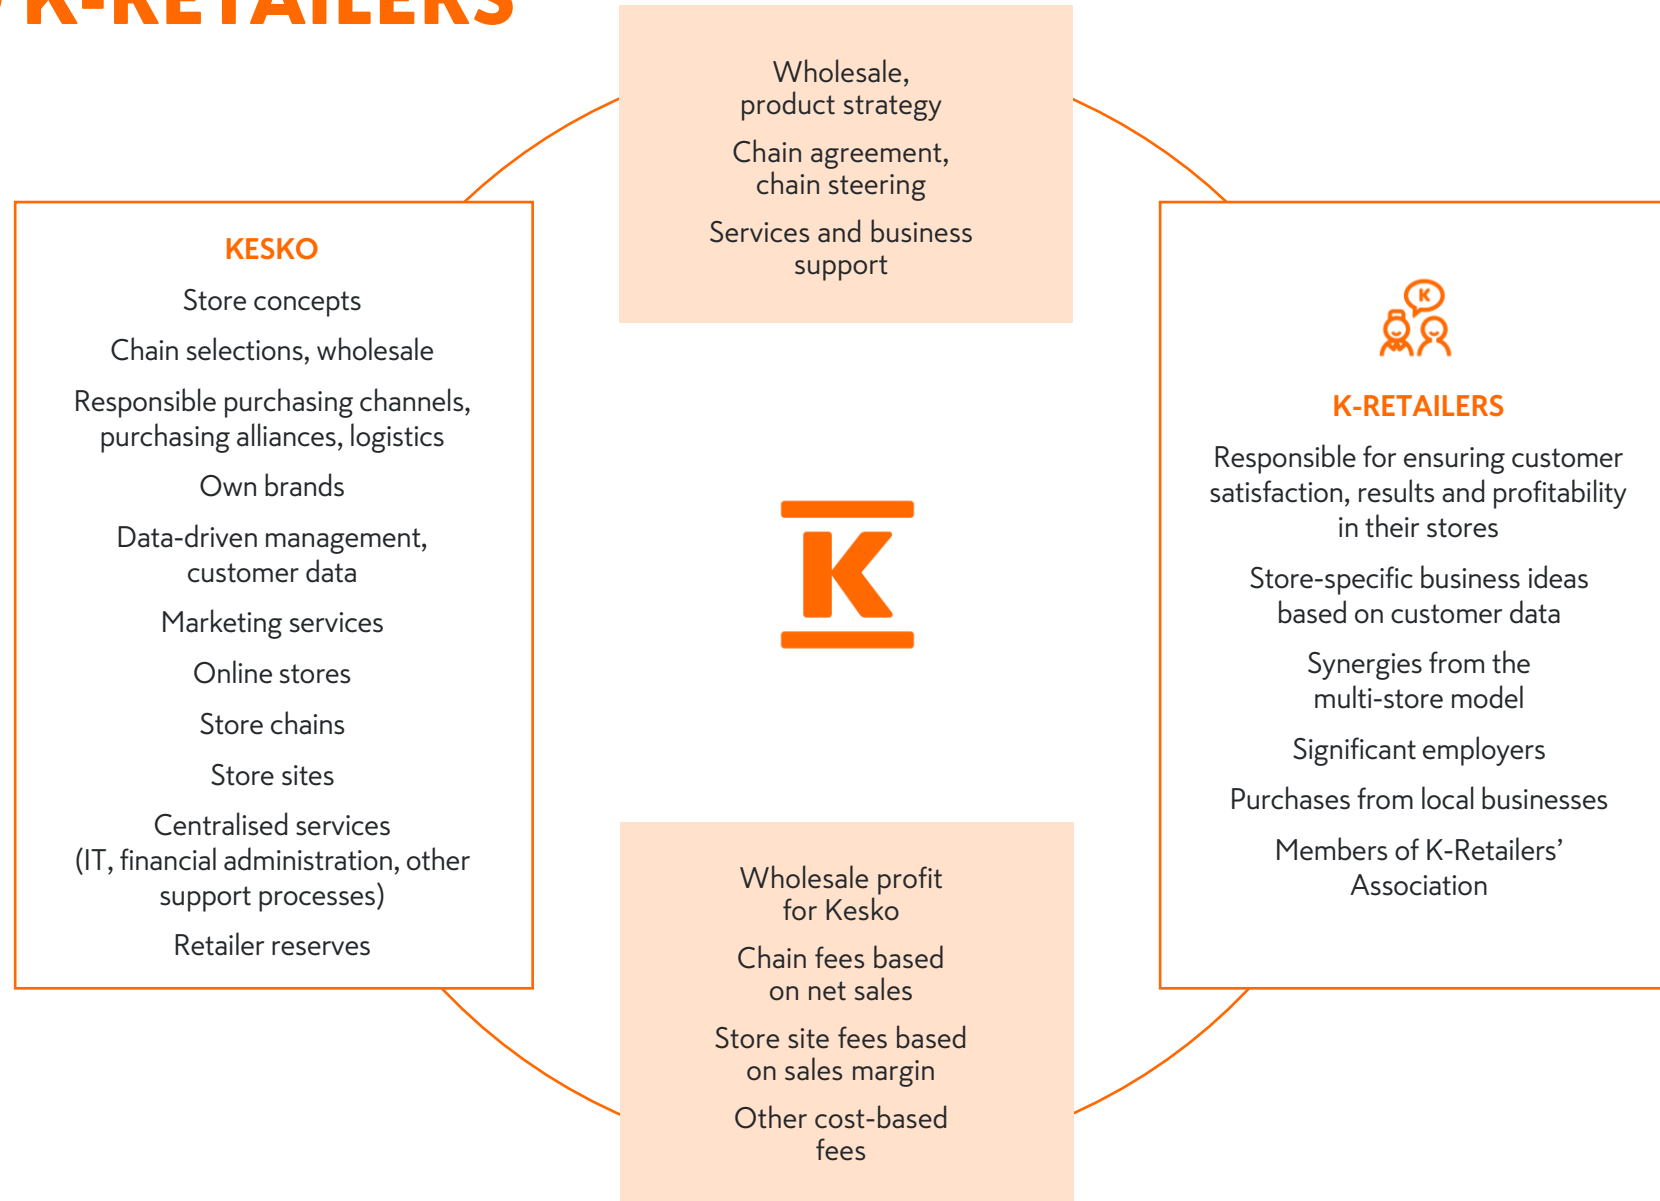 K-RETAILERS
Wholesale,
product strategy
Chain agreement,
chain steering
Services and business
support
KESKO
Store concepts
Chain selections, wholesale
Responsible purchasing channels,
purchasing alliances, logistics
Own brands
Data-driven management,
customer data
Marketing services
Online stores
Store chains
Store sites
Centralised services
(IT, financial administration, other
support processes)
Retailer reserves
K
K
K-RETAILERS
Responsible for ensuring customer
satisfaction, results and profitability
in their stores
Store-specific business ideas
based on customer data
Synergies from the
multi-store model
Significant employers
Purchases from local businesses
Members of K-Retailers’
Association
Wholesale profit
for Kesko
Chain fees based
on net sales
Store site fees based
on sales margin
Other cost-based
fees